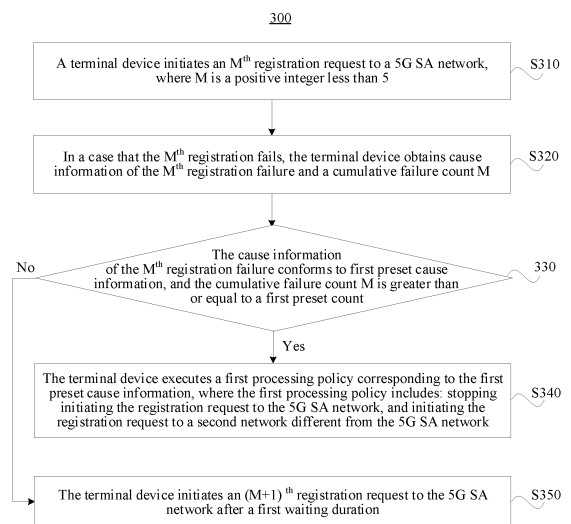 300
A terminal device initiates an Mth registration request to a 5G SA network,
where M is a positive integer less than 5
S310
In a case that the Mth registration fails, the terminal device obtains cause
information of the Mth registration failure and a cumulative failure count M
S320
The cause information
of the Mth registration failure conforms to first preset cause
information, and the cumulative failure count M is greater than
or equal to a first preset count
330
No
Yes
The terminal device executes a first processing policy corresponding to the first
preset cause information, where the first processing policy includes: stopping
initiating the registration request to the 5G SA network, and initiating the
registration request to a second network different from the 5G SA network
S340
The terminal device initiates an (M+1) th registration request to the 5G SA
network after a first waiting duration
S350